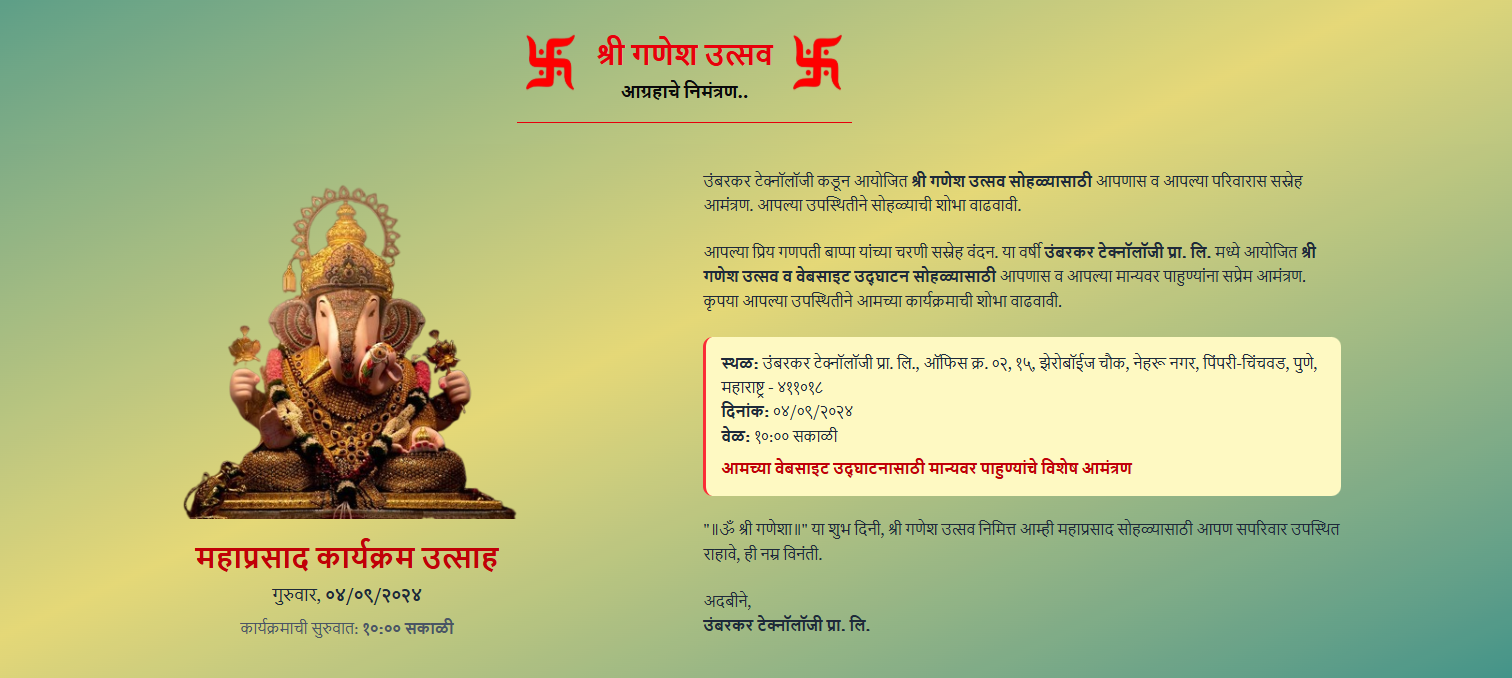 श्री गणेश उत्सव
आग्रहाचे निमंत्रण..
महाप्रसाद कार्यक्रम उत्साह
गुरुवार, ०४/०९/२०२४
कार्यक्रमाची सुरुवात: १०:०० सकाळी
उंबरकर टेक्नॉलॉजी कडून आयोजित श्री गणेश उत्सव सोहळ्यासाठी आपणास व आपल्या परिवारास सस्नेह
आमंत्रण. आपल्या उपस्थितीने सोहळ्याची शोभा वाढवावी.
आपल्या प्रिय गणपती बाप्पा यांच्या चरणी सस्नेह वंदन. या वर्षी उंबरकर टेक्नॉलॉजी प्रा. लि. मध्ये आयोजित श्री
गणेश उत्सव व वेबसाइट उद्घाटन सोहळ्यासाठी आपणास व आपल्या मान्यवर पाहुण्यांना सप्रेम आमंत्रण.
कृपया आपल्या उपस्थितीने आमच्या कार्यक्रमाची शोभा वाढवावी.
स्थळ: उंबरकर टेक्नॉलॉजी प्रा. लि., ऑफिस क्र. ०२, १५, झेरोबॉईज चौक, नेहरू नगर, पिंपरी-चिंचवड, पुणे,
महाराष्ट्र - ४११०१८
दिनांक: ०४/०९/२०२४
वेळ: १०:०० सकाळी
आमच्या वेबसाइट उद्घाटनासाठी मान्यवर पाहुण्यांचे विशेष आमंत्रण
"॥ॐ श्री गणेशा॥" या शुभ दिनी, श्री गणेश उत्सव निमित्त आम्ही महाप्रसाद सोहळ्यासाठी आपण सपरिवार उपस्थित
राहावे, ही नम्र विनंती.
अदबीने,
उंबरकर टेक्नॉलॉजी प्रा. लि.